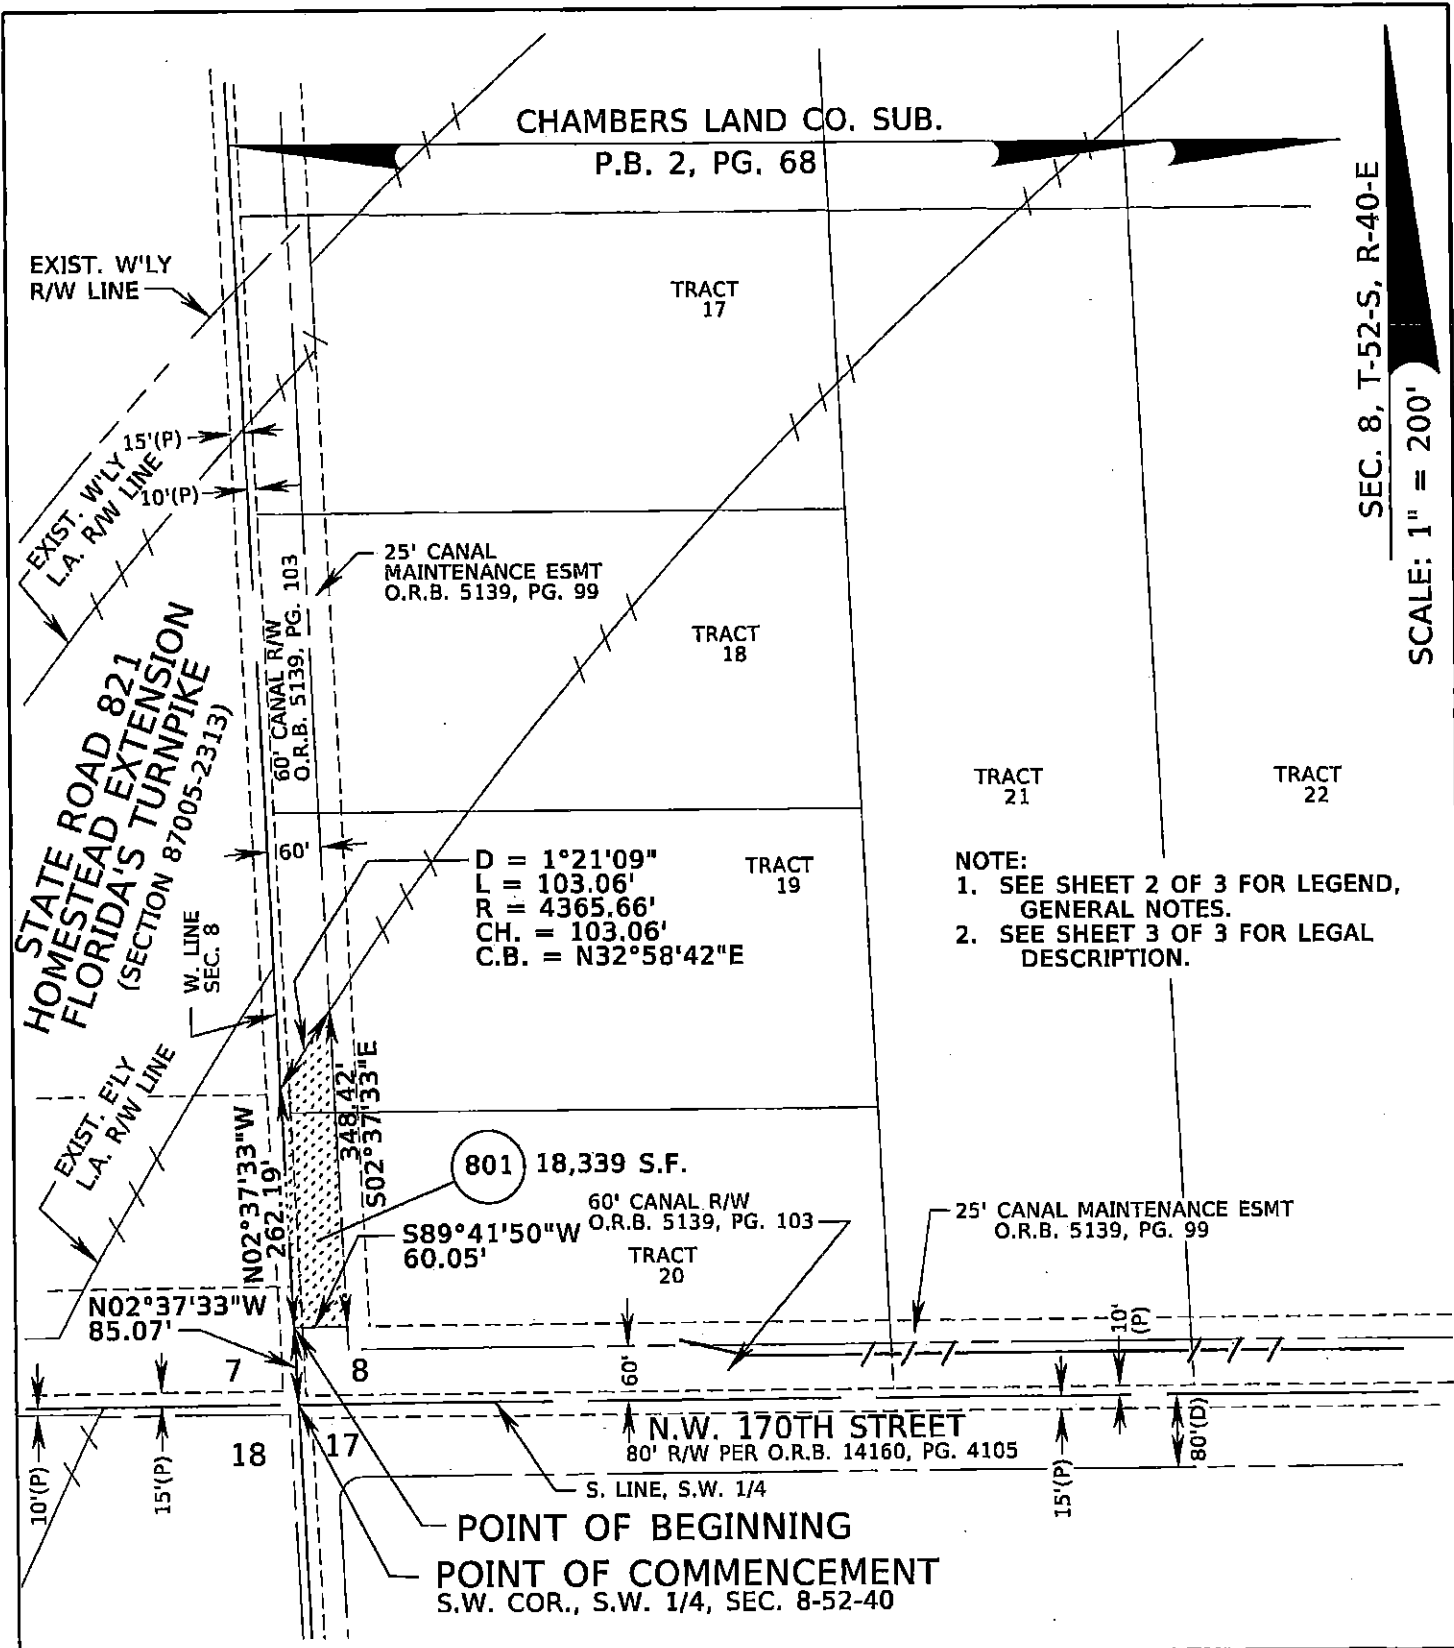 CHAMBERS LAND CO. SUB.
P.B. 2, PG. 68
SEC. 8, T-52-S, R-40-E
SCALE: 1" = 200'
EXIST. W'LY
R/W LINE
TRACT
17
15'(P)
10'(P)
EXIST. W'LY
L.A. R/W LINE
25' CANAL
MAINTENANCE ESMT
O.R.B. 5139, PG. 99
60' CANAL R/W
O.R.B. 5139, PG. 103
TRACT
18
STATE ROAD 821
HOMESTEAD EXTENSION
FLORIDA'S TURNPIKE
(SECTION 87005-2313)
TRACT
21
TRACT
22
60'
D = 1°21'09"
L = 103.06'
R = 4365.66'
CH. = 103.06'
C.B. = N32°58'42"E
TRACT
19
NOTE:
1. SEE SHEET 2 OF 3 FOR LEGEND,
GENERAL NOTES.
2. SEE SHEET 3 OF 3 FOR LEGAL
DESCRIPTION.
W. LINE
SEC. 8
EXIST. E'LY
L.A. R/W LINE
N02°37'33"W
262.19'
348.42'
S02°37'33"E
801
18,339 S.F.
S89°41'50"W
60.05'
60' CANAL R/W
O.R.B. 5139, PG. 103
TRACT
20
25' CANAL MAINTENANCE ESMT
O.R.B. 5139, PG. 99
N02°37'33"W
85.07'
7
8
60'
10'
(P)
18
17
10'(P)
15'(P)
N.W. 170TH STREET
80' R/W PER O.R.B. 14160, PG. 4105
15'(P)
80'(D)
S. LINE, S.W. 1/4
POINT OF BEGINNING
POINT OF COMMENCEMENT
S.W. COR., S.W. 1/4, SEC. 8-52-40